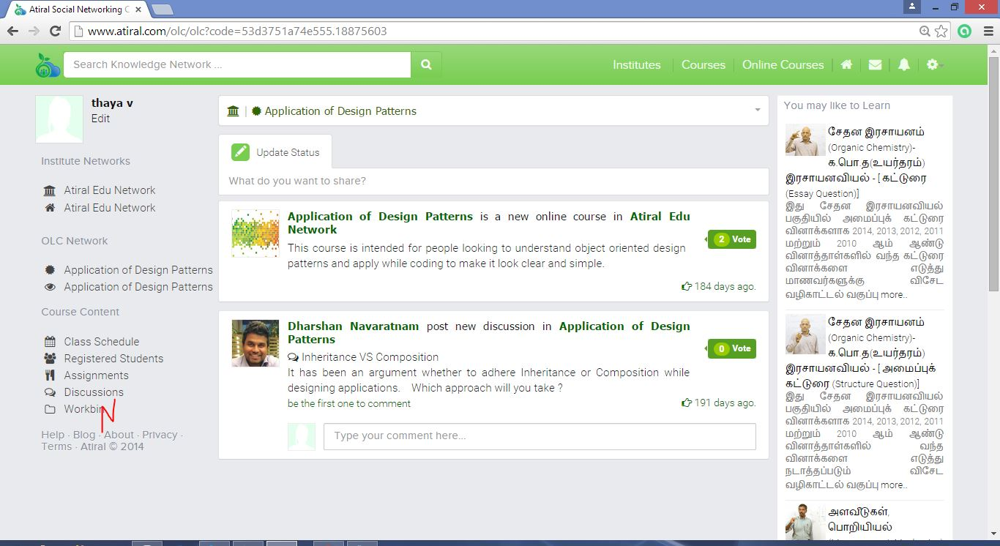 Atiral Social Networking C
www.atiral.com/olc/olc?code=53d3751a74e555.18875603
Search Knowledge Network ...
Institutes
Courses
Online Courses
thaya v
Edit
Institute Networks
Atiral Edu Network
Atiral Edu Network
OLC Network
Application of Design Patterns
Application of Design Patterns
Course Content
Class Schedule
Registered Students
Assignments
Discussions
Workbin
N
Help · Blog · About · Privacy ·
Terms · Atiral © 2014
Application of Design Patterns
Update Status
What do you want to share?
Application of Design Patterns is a new online course in Atiral Edu
Network
This course is intended for people looking to understand object oriented design
patterns and apply while coding to make it look clear and simple.
2 Vote
184 days ago.
Dharshan Navaratnam post new discussion in Application of Design
Patterns
Inheritance VS Composition
It has been an argument whether to adhere Inheritance or Composition while
designing applications. Which approach will you take ?
be the first one to comment
0 Vote
191 days ago.
Type your comment here...
You may like to Learn
சேதன இரசாயனம்
(Organic Chemistry)-
க.பொ.த(உயர்தரம்)
இரசாயனவியல் - [ கட்டுரை
(Essay Question)]
இது சேதன இரசாயனவியல்
பகுதியில் அமைப்புக் கட்டுரை
வினாக்களாக 2014, 2013, 2012, 2011
மற்றும் 2010 ஆம் ஆண்டு
வினாத்தாள்களில் வந்த கட்டுரை
வினாக்களை எடுத்து
மாணவர்களுக்கு விசேட
வழிகாட்டல் வகுப்பு more..
சேதன இரசாயனம்
(Organic Chemistry)-
க.பொ.த(உயர்தரம்)
இரசாயனவியல் - [ அமைப்புக்
கட்டுரை (Structure Question)]
இது சேதன இரசாயனவியல்
பகுதியில் அமைப்புக் கட்டுரை
வினாக்களாக 2014, 2013, 2012, 2011
மற்றும் 2010 ஆம் ஆண்டு
வினாத்தாள்களில் வந்த
வினாக்களை எடுத்து
நடாத்தப்படும் விசேட
வழிகாட்டல் வகுப்பு more..
அளவீடுகள்,
பொறியியல்